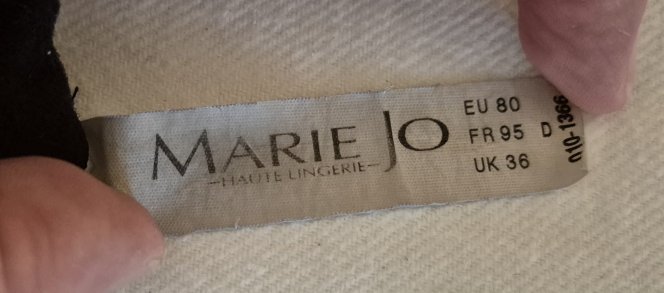 MARIE JO
-HAUTE LINGERIE-
EU 80
FR 95 D
UK 36
010-1366